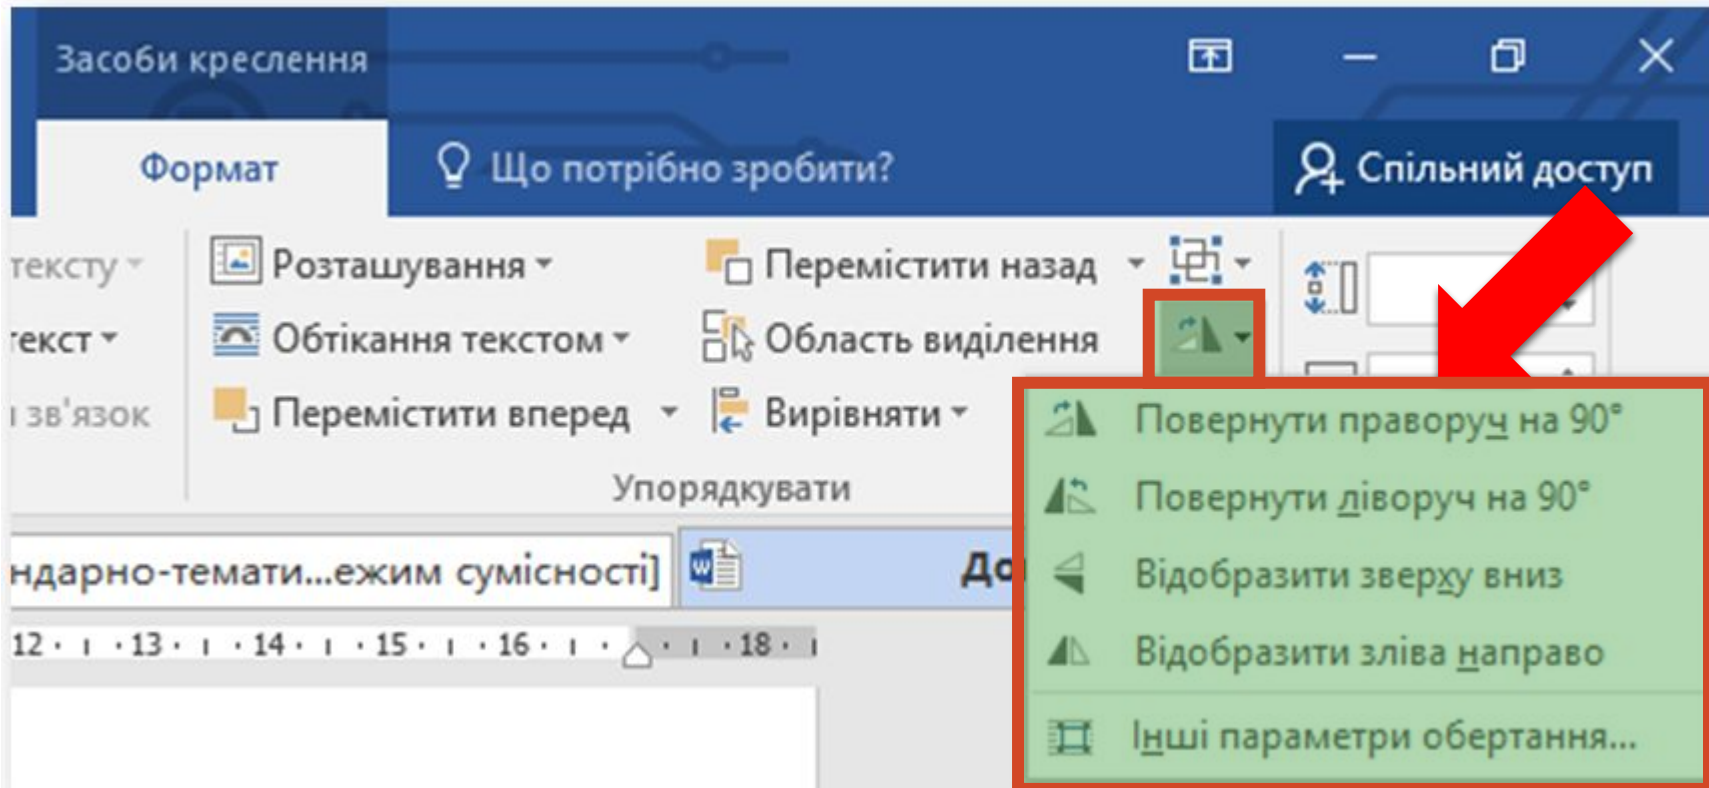 Засоби креслення
Формат
Що потрібно зробити?
Спільний доступ
тексту
Розташування
Перемістити назад
текст
Обтікання текстом
Область виділення
зв'язок
Перемістити вперед
Вирівняти
Упорядкувати
Повернути праворуч на 90°
Повернути ліворуч на 90°
Відобразити зверху вниз
Відобразити зліва направо
Інші параметри обертання...
ндарно-темати...ежим сумісності]
До
12 · ı · 13 · ı · 14 · ı · 15 · ı · 16 · ı · · ı · 18 · ı